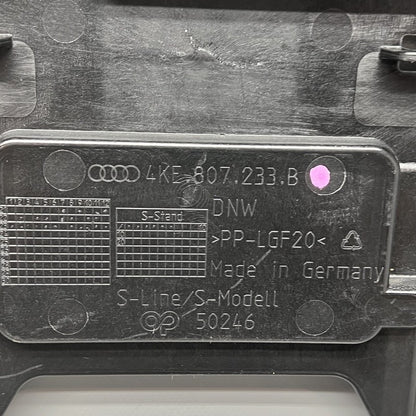 4KE 807.233.B
DNW
S-Stand
>PP-LGF20<
Made in Germany
S-Line/S-Modell
50246